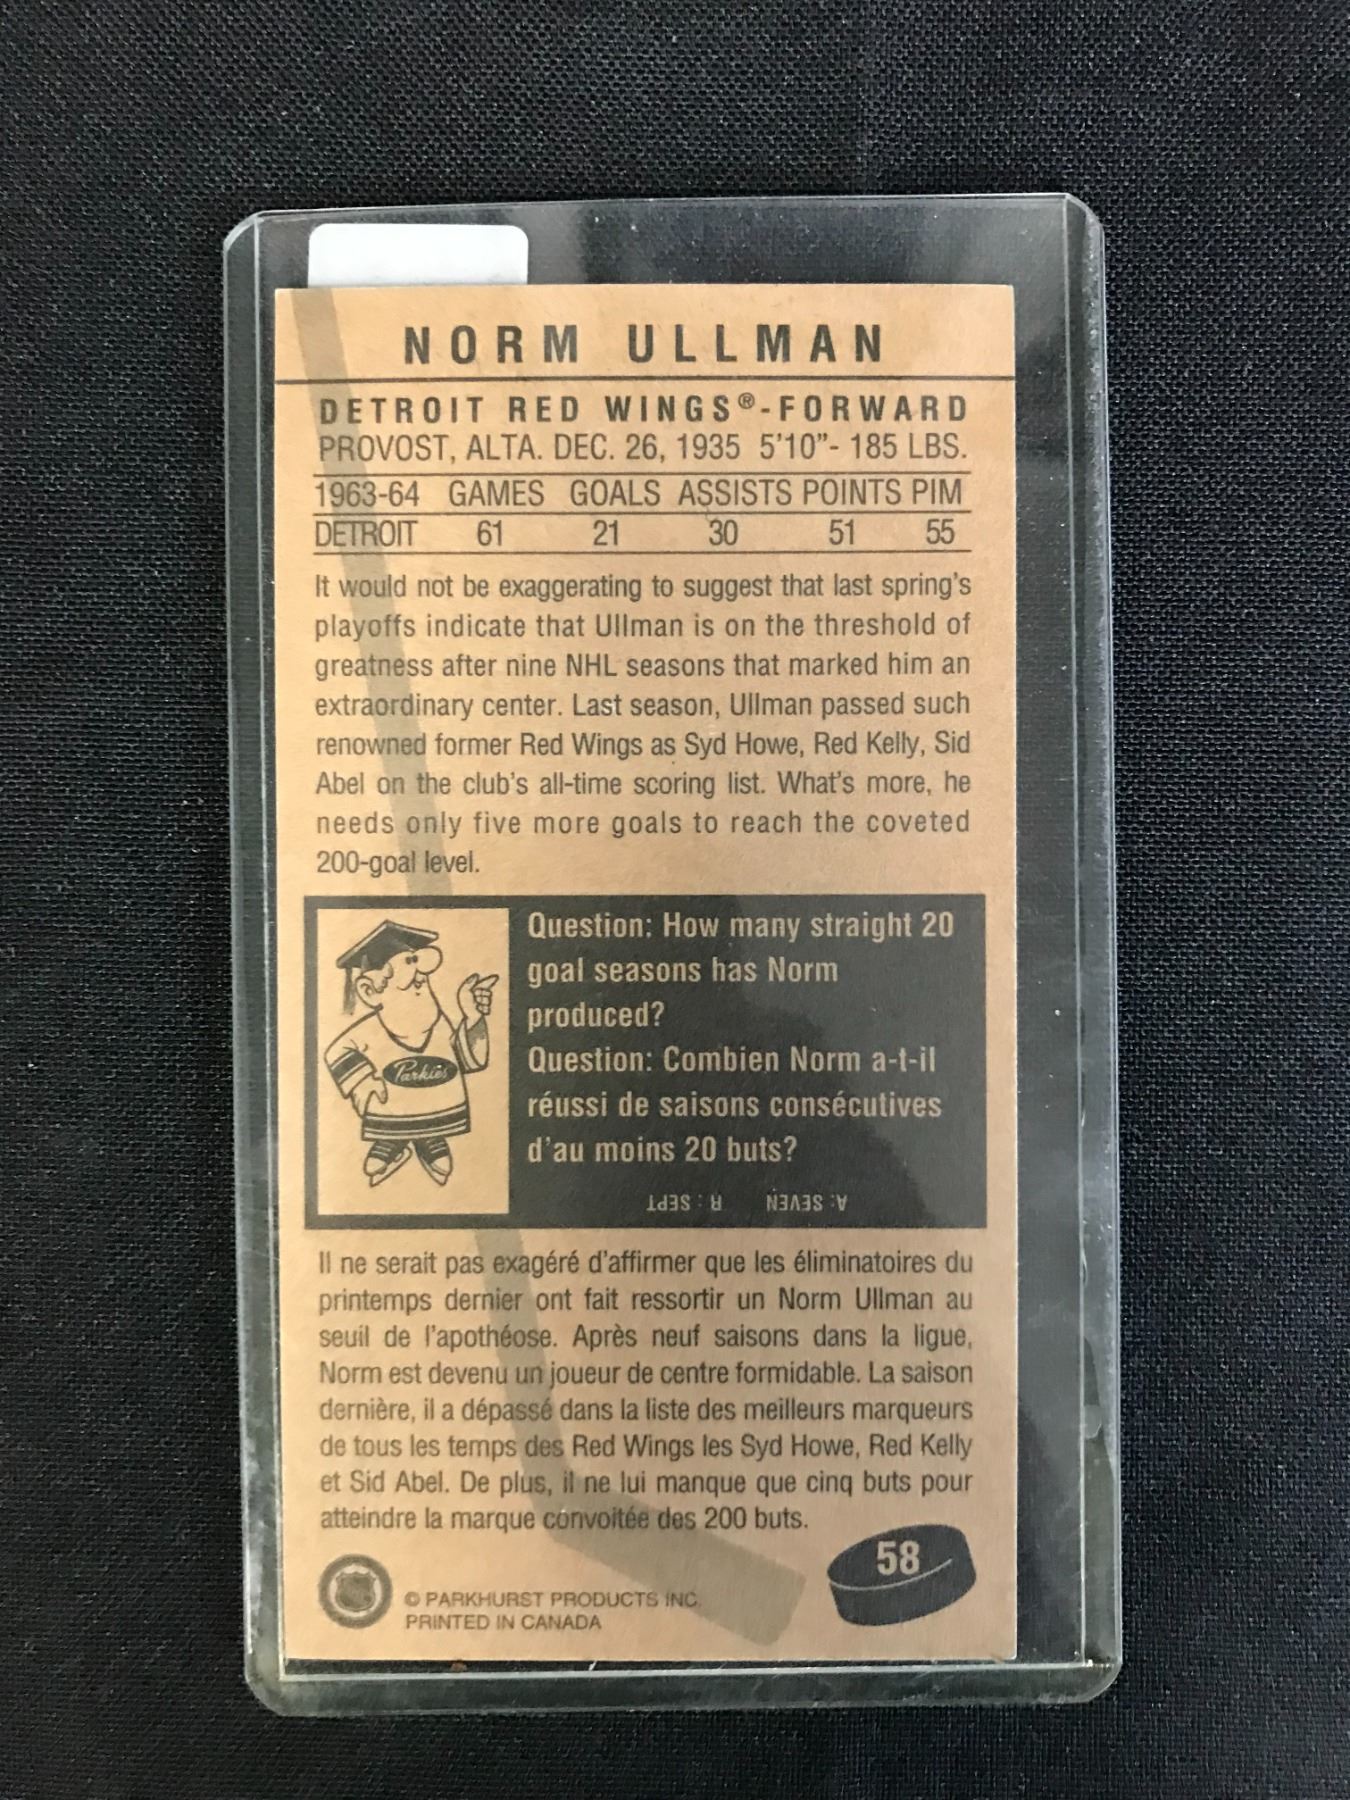 NORM ULLMAN
DETROIT RED WINGS®-FORWARD
PROVOST, ALTA. DEC. 26, 1935 5'10"- 185 LBS.
1963-64 GAMES GOALS ASSISTS POINTS PIM
DETROIT 61 21 30 51 55
It would not be exaggerating to suggest that last spring's
playoffs indicate that Ullman is on the threshold of
greatness after nine NHL seasons that marked him an
extraordinary center. Last season, Ullman passed such
renowned former Red Wings as Syd Howe, Red Kelly, Sid
Abel on the club's all-time scoring list. What's more, he
needs only five more goals to reach the coveted
200-goal level.
Question: How many straight 20
goal seasons has Norm
produced?
Question: Combien Norm a-t-il
réussi de saisons consécutives
d'au moins 20 buts?
A: SEVEN R : SEPT
Parkies
Il ne serait pas exagéré d'affirmer que les éliminatoires du
printemps dernier ont fait ressortir un Norm Ullman au
seuil de l'apothéose. Après neuf saisons dans la ligue,
Norm est devenu un joueur de centre formidable. La saison
dernière, il a dépassé dans la liste des meilleurs marqueurs
de tous les temps des Red Wings les Syd Howe, Red Kelly
et Sid Abel. De plus, il ne lui manque que cinq buts pour
atteindre la marque convoitée des 200 buts.
58
© PARKHURST PRODUCTS INC.
PRINTED IN CANADA